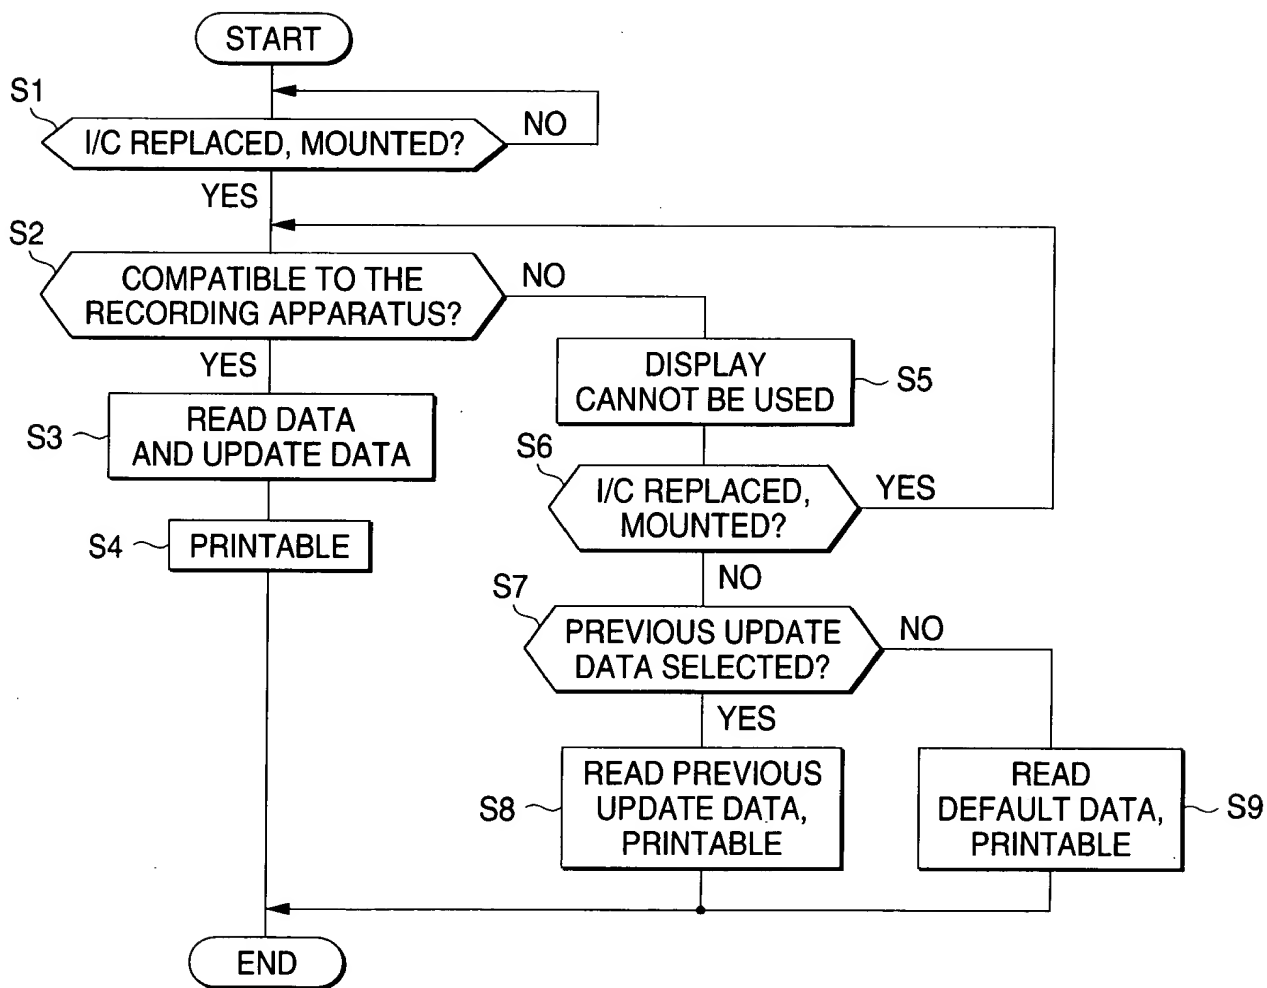 START
S1
I/C REPLACED, MOUNTED?
NO
YES
S2
COMPATIBLE TO THE
RECORDING APPARATUS?
NO
YES
DISPLAY
CANNOT BE USED
S5
S3
READ DATA
AND UPDATE DATA
S6
I/C REPLACED,
MOUNTED?
YES
S4
PRINTABLE
NO
S7
PREVIOUS UPDATE
DATA SELECTED?
NO
YES
S8
READ PREVIOUS
UPDATE DATA,
PRINTABLE
READ
DEFAULT DATA,
PRINTABLE
S9
END